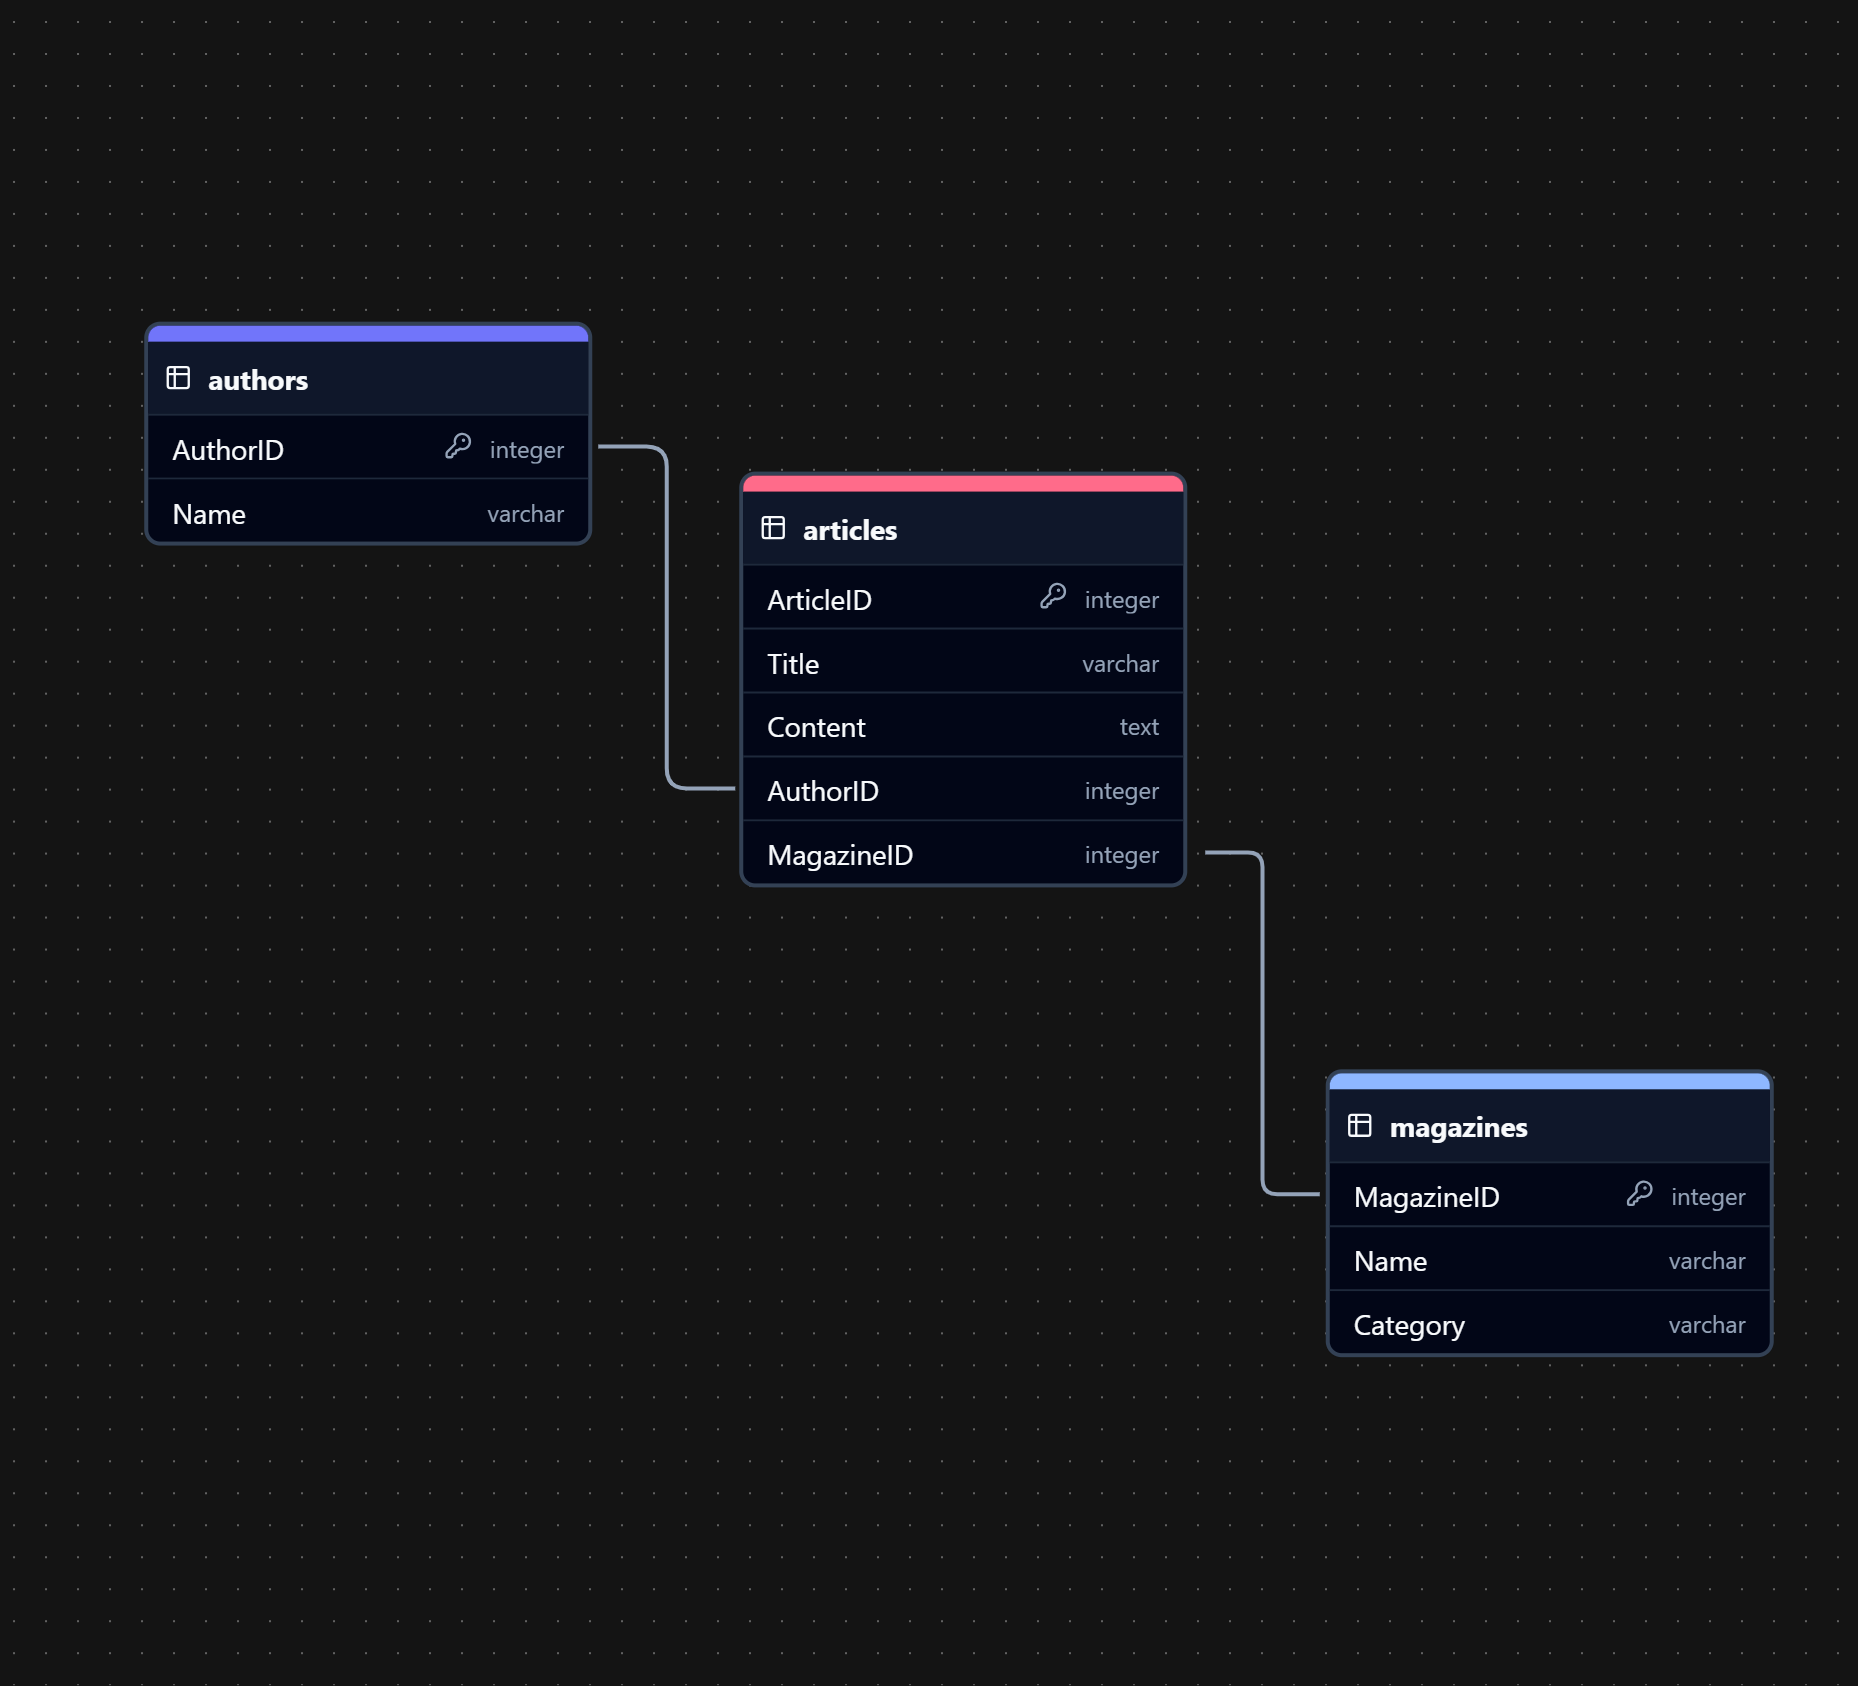 authors
AuthorID integer
Name varchar
articles
ArticleID integer
Title varchar
Content text
AuthorID integer
MagazineID integer
magazines
MagazineID integer
Name varchar
Category varchar